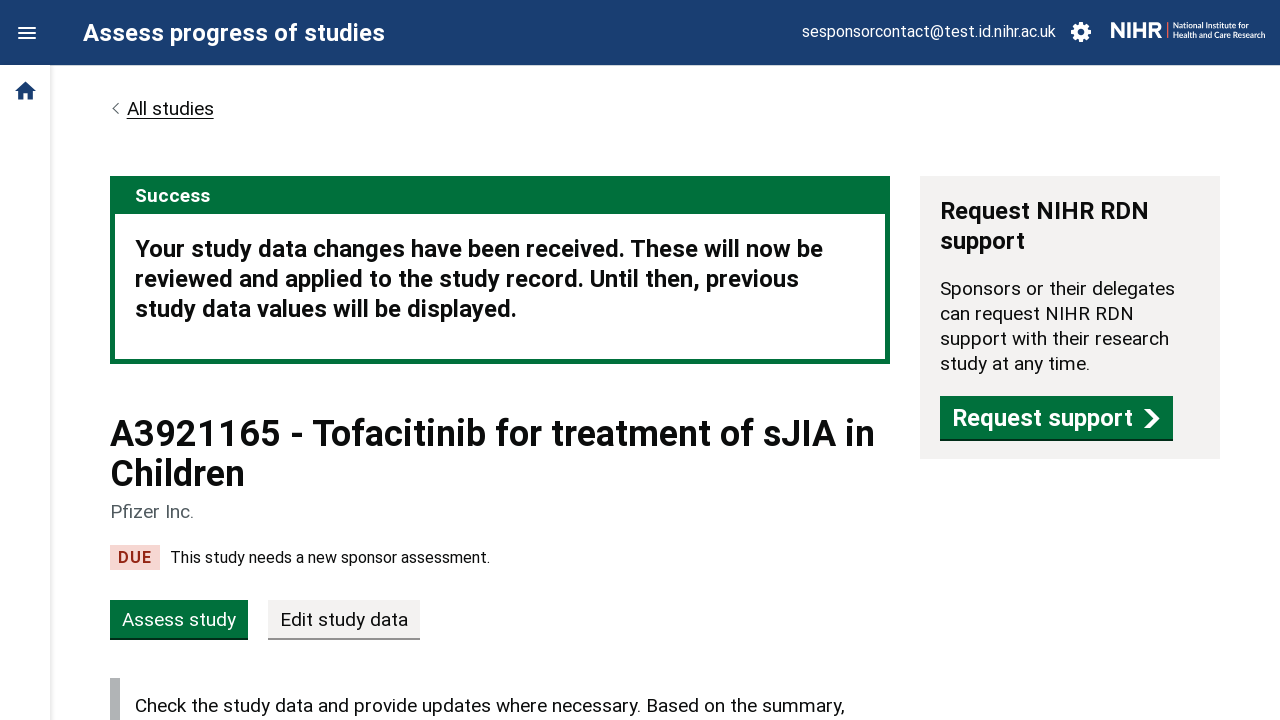 Assess progress of studies
sesponsorcontact@test.id.nihr.ac.uk
NIHR | National Institute for
Health and Care Research
All studies
Success
Your study data changes have been received. These will now be
reviewed and applied to the study record. Until then, previous
study data values will be displayed.
Request NIHR RDN
support
Sponsors or their delegates
can request NIHR RDN
support with their research
study at any time.
Request support
A3921165 - Tofacitinib for treatment of sJIA in
Children
Pfizer Inc.
DUE This study needs a new sponsor assessment.
Assess study
Edit study data
Check the study data and provide updates where necessary. Based on the summary,